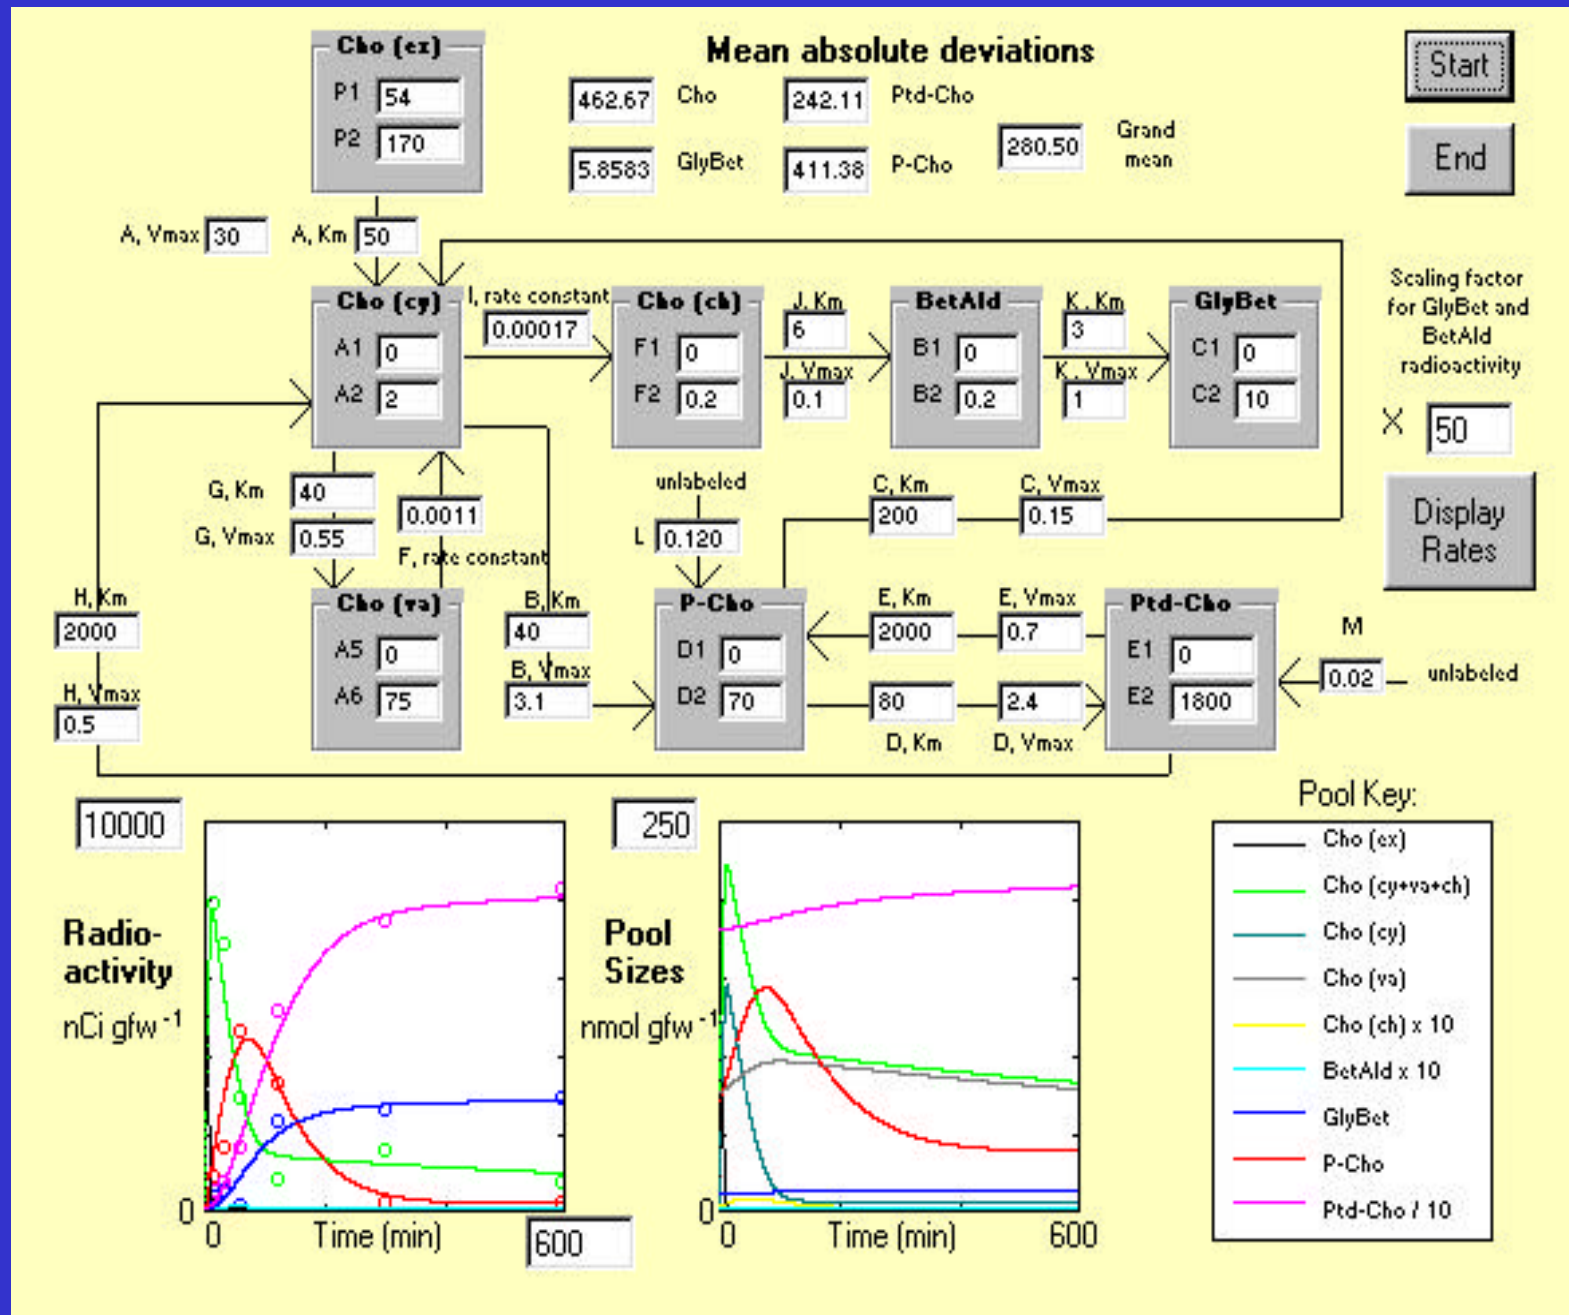 Cho (ex)
P1 54
P2 170
Mean absolute deviations
462.67 Cho 242.11 Ptd-Cho
5.8583 GlyBet 411.38 P-Cho
280.50 Grand mean
Start
End
A, Vmax 30 A, Km 50
Cho (cy)
A1 0
A2 2
I, rate constant
0.00017
Cho (ch)
F1 0
F2 0.2
J, Km
6
J, Vmax
0.1
BetAld
B1 0
B2 0.2
K, Km
3
K, Vmax
1
GlyBet
C1 0
C2 10
Scaling factor
for GlyBet and
BetAld
radioactivity
X 50
Display
Rates
G, Km 40
G, Vmax 0.55
0.0011
F, rate constant
unlabeled
L 0.120
C, Km
200
C, Vmax
0.15
H, Km
2000
H, Vmax
0.5
Cho (va)
A5 0
A6 75
B, Km
40
B, Vmax
3.1
P-Cho
D1 0
D2 70
E, Km
2000
E, Vmax
0.7
80
D, Km
2.4
D, Vmax
Ptd-Cho
E1 0
E2 1800
M
0.02
unlabeled
10000
Radio-
activity
nCi gfw -1
0
0 Time (min) 600
250
Pool
Sizes
nmol gfw -1
0
0 Time (min) 600
Pool Key:
Cho (ex)
Cho (cy+va+ch)
Cho (cy)
Cho (va)
Cho (ch) x 10
BetAld x 10
GlyBet
P-Cho
Ptd-Cho / 10